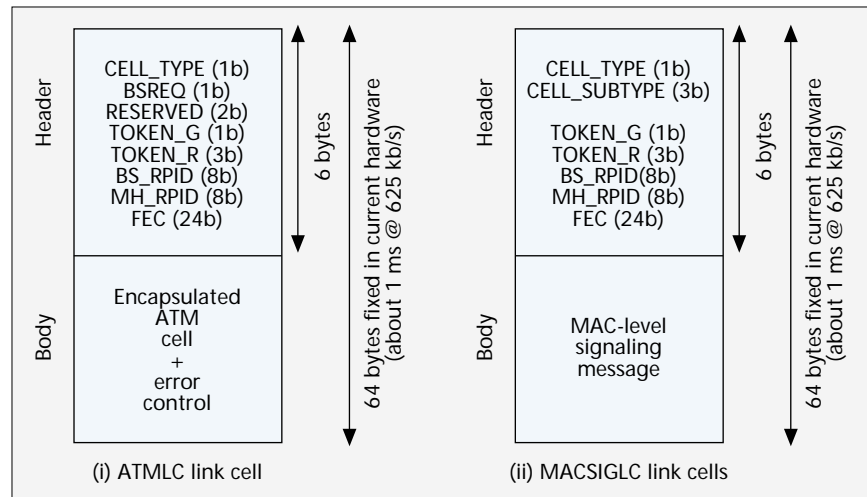 Header
CELL_TYPE (1b)
BSREQ (1b)
RESERVED (2b)
TOKEN_G (1b)
TOKEN_R (3b)
BS_RPID (8b)
MH_RPID (8b)
FEC (24b)
6 bytes
64 bytes fixed in current hardware
(about 1 ms @ 625 kb/s)
Body
Encapsulated
ATM
cell
+
error
control
(i) ATMLC link cell
Header
CELL_TYPE (1b)
CELL_SUBTYPE (3b)
TOKEN_G (1b)
TOKEN_R (3b)
BS_RPID(8b)
MH_RPID (8b)
FEC (24b)
6 bytes
64 bytes fixed in current hardware
(about 1 ms @ 625 kb/s)
Body
MAC-level
signaling
message
(ii) MACSIGLC link cells